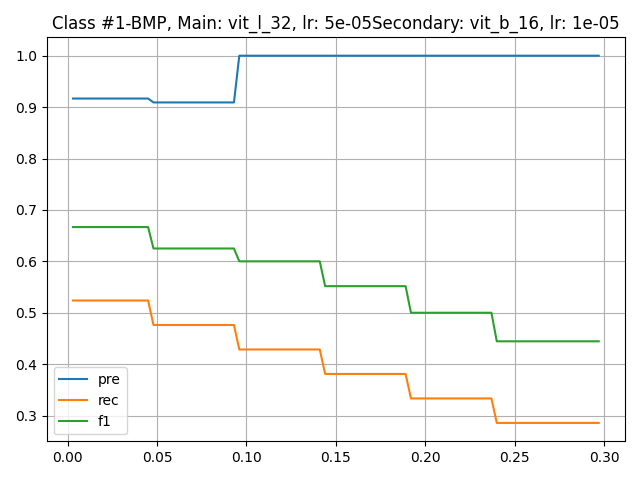 Class #1-BMP, Main: vit_l_32, lr: 5e-05Secondary: vit_b_16, lr: 1e-05
1.0
0.9
0.8
0.7
0.6
0.5
0.4
0.3
pre
rec
f1
0.00 0.05 0.10 0.15 0.20 0.25 0.30